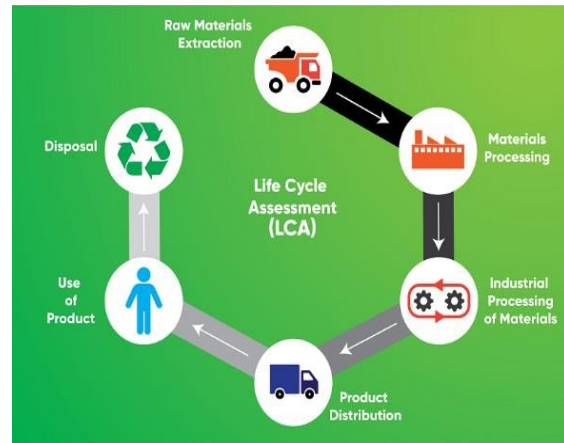 Raw Materials
Extraction
Materials
Processing
Disposal
Life Cycle
Assessment
(LCA)
Use
of
Product
Industrial
Processing
of Materials
Product
Distribution